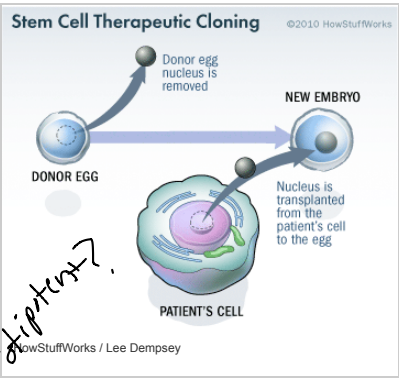 Stem Cell Therapeutic Cloning
©2010 HowStuffWorks
Donor egg
nucleus is
removed
NEW EMBRYO
DONOR EGG
Nucleus is
transplanted
from the
patient's cell
to the egg
PATIENT'S CELL
HowStuffWorks / Lee Dempsey